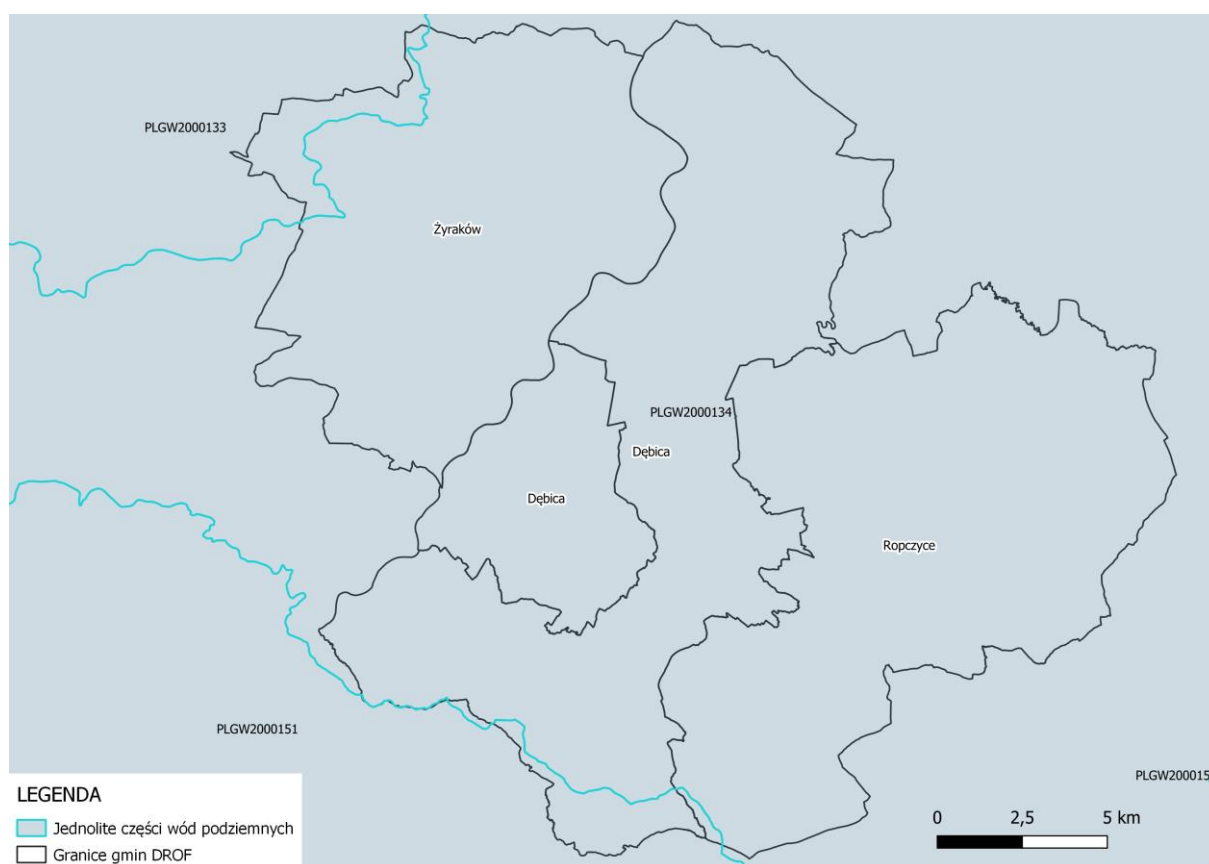 PLGW2000133
Żyraków
PLGW2000134
Dębica
Dębica
Ropczyce
PLGW2000151
PLGW200015
LEGENDA
Jednolite części wód podziemnych
Granice gmin DROF
0 2,5 5 km